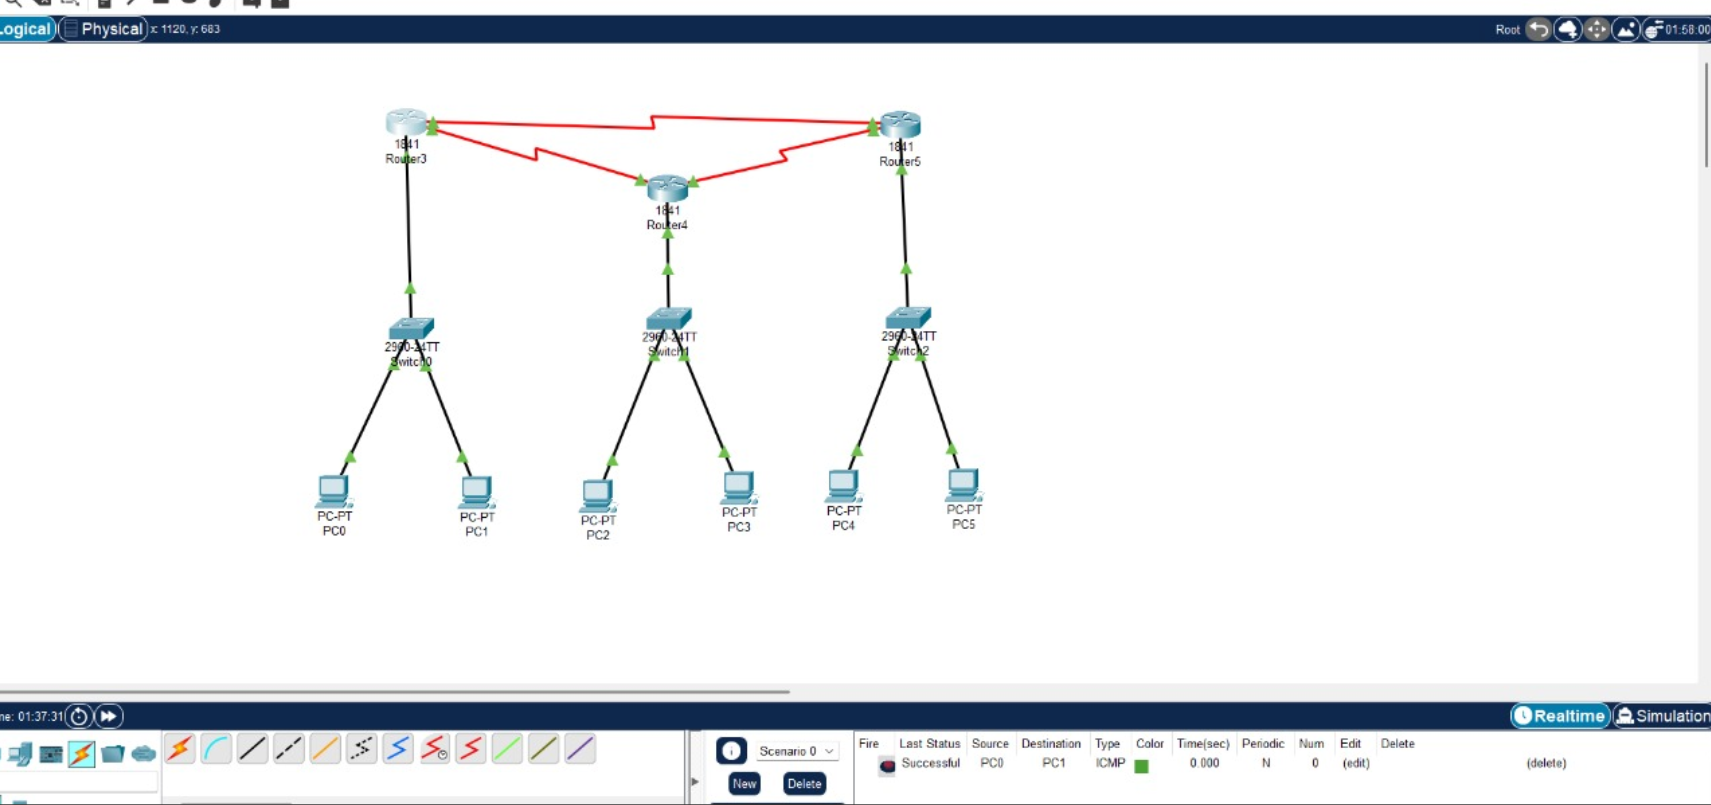 Logical Physical x: 1120, y: 683 Root 01:58:00
1841
Router3
1841
Router5
1841
Router4
2960-24TT
Switch0
2960-24TT
Switch1
2960-24TT
Switch2
PC-PT
PC0
PC-PT
PC1
PC-PT
PC2
PC-PT
PC3
PC-PT
PC4
PC-PT
PC5
me: 01:37:31 Realtime Simulation
Scenario 0
New Delete
Fire Last Status Source Destination Type Color Time(sec) Periodic Num Edit Delete
Successful PC0 PC1 ICMP 0.000 N 0 (edit) (delete)